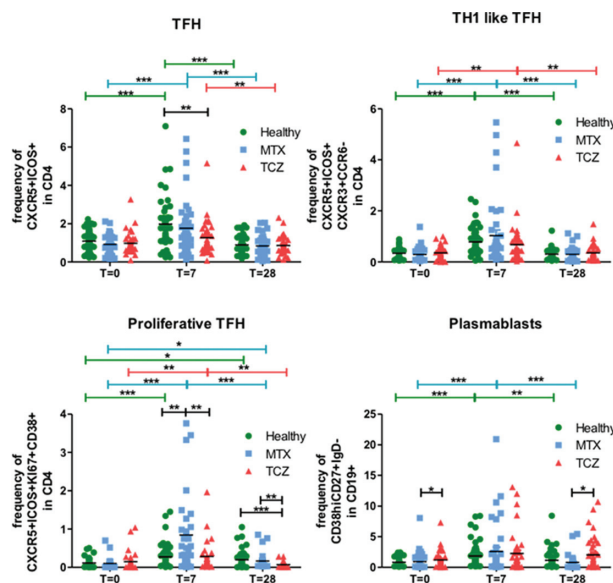 TFH
***
***
***
***
**
***
**
8
6
4
2
0
frequency of
CXCR5+ICOS+
in CD4
Healthy
MTX
TCZ
T=0
T=7
T=28
TH1 like TFH
**
**
***
***
***
***
6
4
2
0
frequency of
CXCR5+ICOS+
CXCR3+CCR6-
in CD4
Healthy
MTX
TCZ
T=0
T=7
T=28
Proliferative TFH
*
*
**
**
***
***
***
**
**
**
***
4
3
2
1
0
frequency of
CXCR5+ICOS+KI67+CD38+
in CD4
Healthy
MTX
TCZ
T=0
T=7
T=28
Plasmablasts
***
***
***
**
*
*
25
20
15
10
5
0
frequency of
CD38hiCD27+IgD-
in CD19+
Healthy
MTX
TCZ
T=0
T=7
T=28